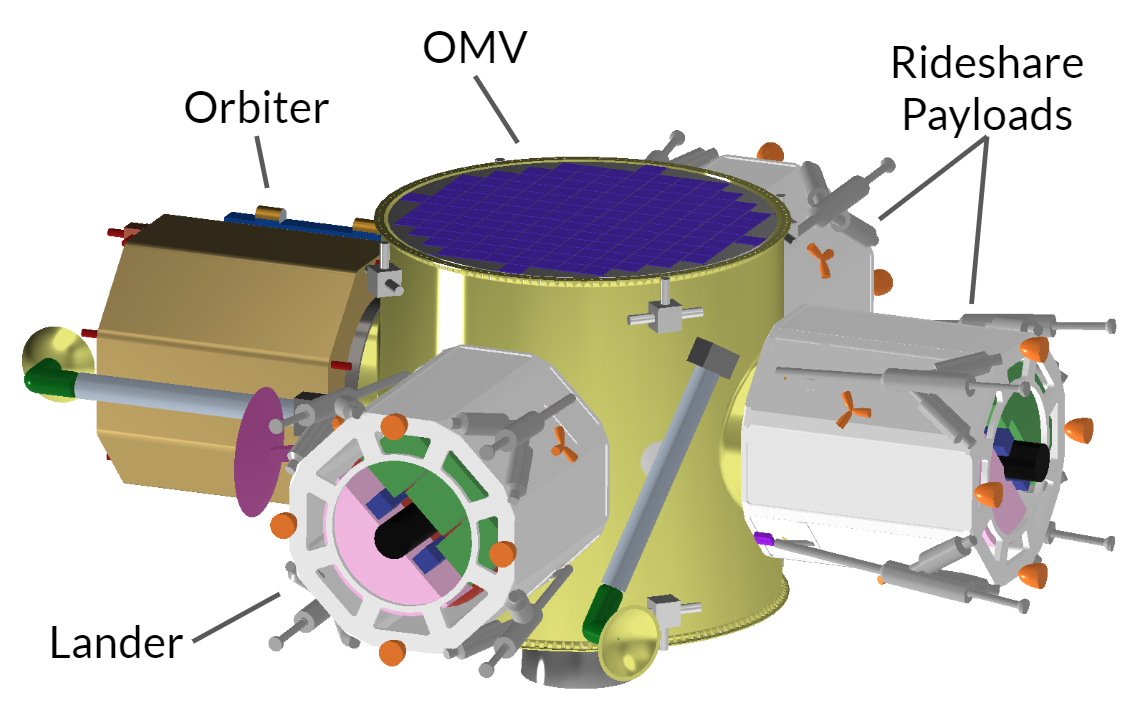 OMV
Rideshare
Payloads
Orbiter
Lander